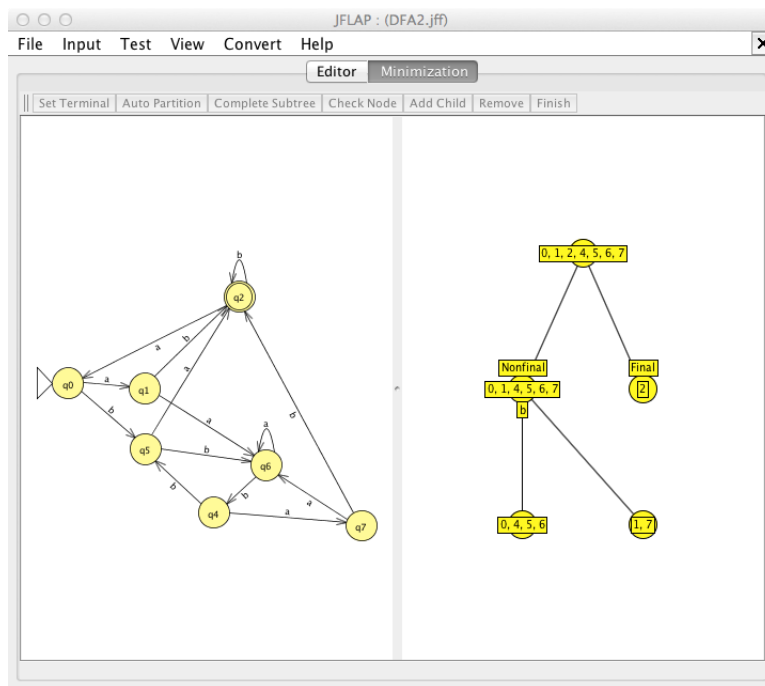 JFLAP : (DFA2.jff)
File Input Test View Convert Help
Editor Minimization
Set Terminal Auto Partition Complete Subtree Check Node Add Child Remove Finish
b
q2
a
b
a
q0
a
q1
b
a
b
q5
b
a
q6
b
b
q4
a
a
q7
0, 1, 2, 4, 5, 6, 7
Nonfinal
0, 1, 4, 5, 6, 7
b
Final
2
0, 4, 5, 6
1, 7